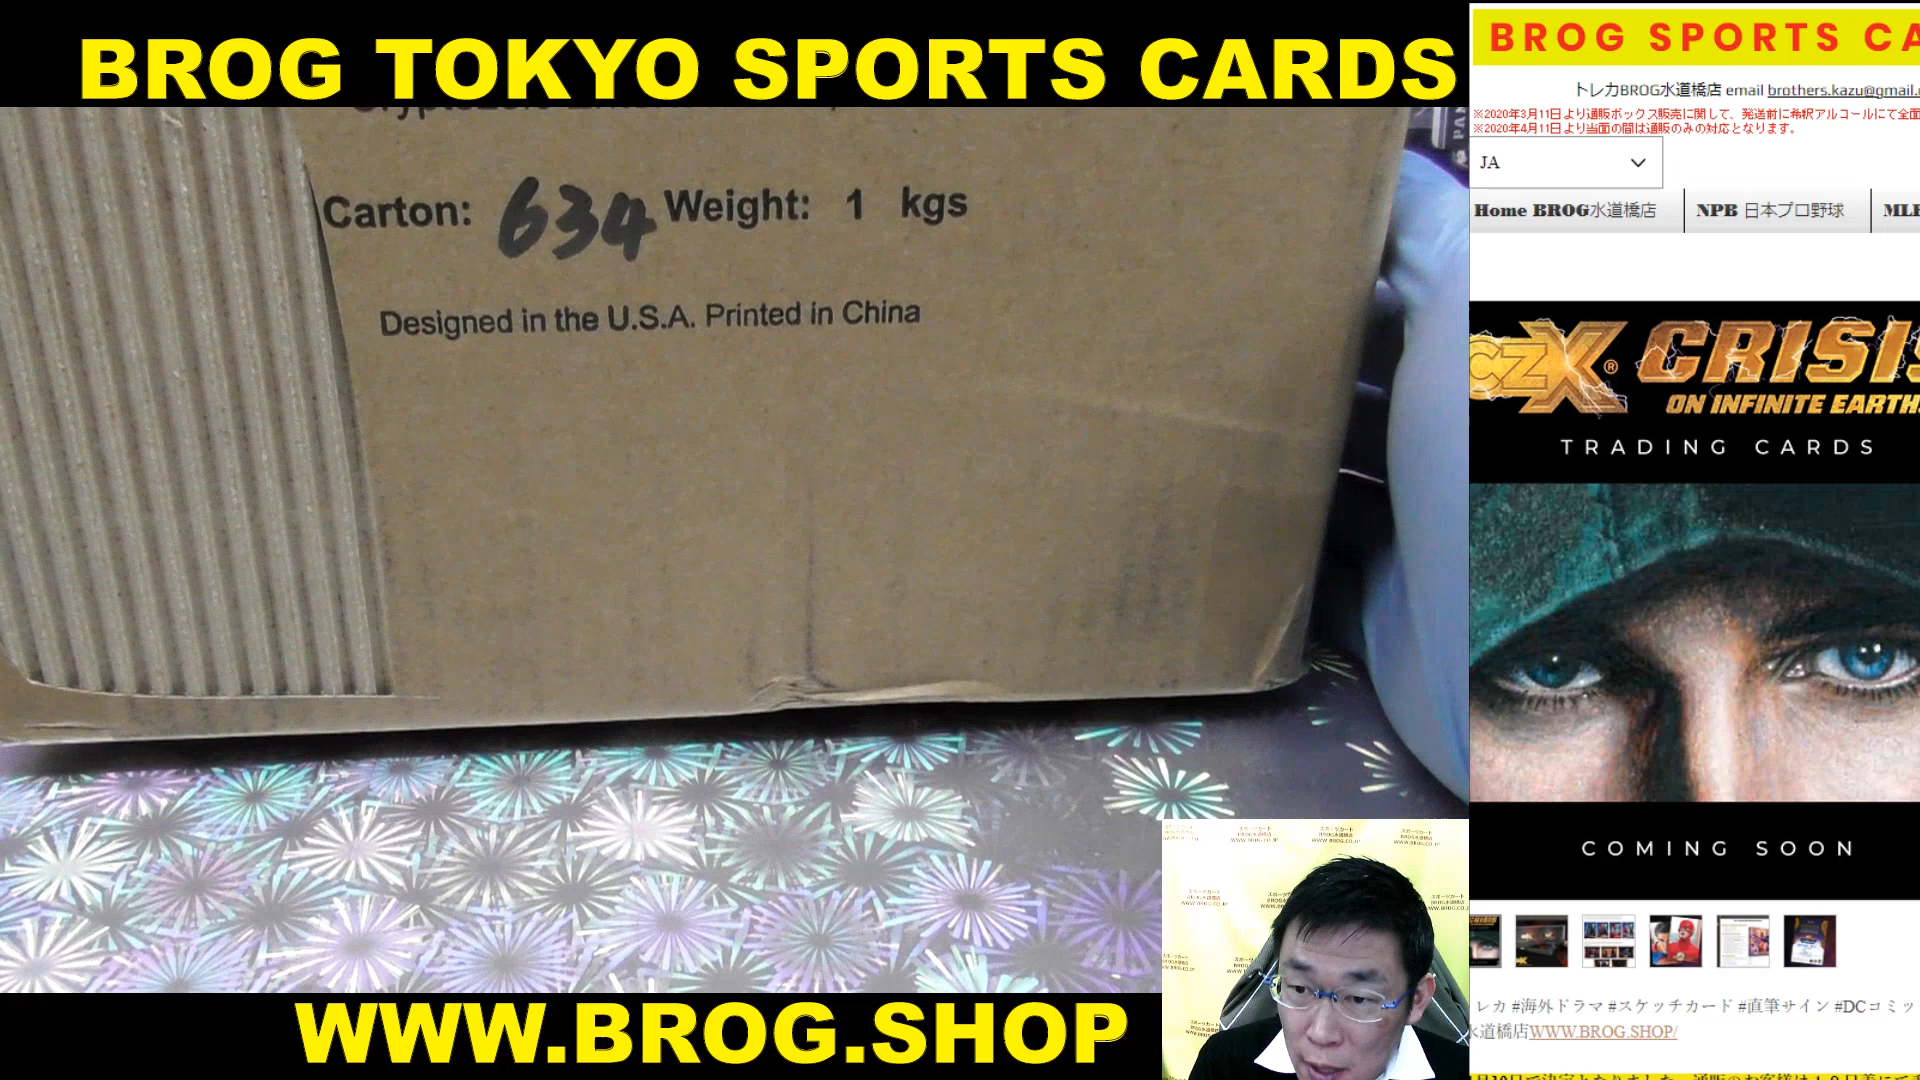 BROG TOKYO SPORTS CARDS
Carton: 634 Weight: 1 kgs
Designed in the U.S.A. Printed in China
WWW.BROG.SHOP
BROG SPORTS CA
トレカBROG水道橋店 email brothers.kazu@gmail.
※2020年3月11日より通販ボックス販売に関して、発送前に希釈アルコールにて全面
※2020年4月11日より当面の間は通販のみの対応となります。
JA
Home BROG水道橋店
NPB 日本プロ野球
CZX® CRISIS
ON INFINITE EARTH
TRADING CARDS
COMING SOON
レカ #海外ドラマ #スケッチカード #直筆サイン #DCコミッ
水道橋店WWW.BROG.SHOP/